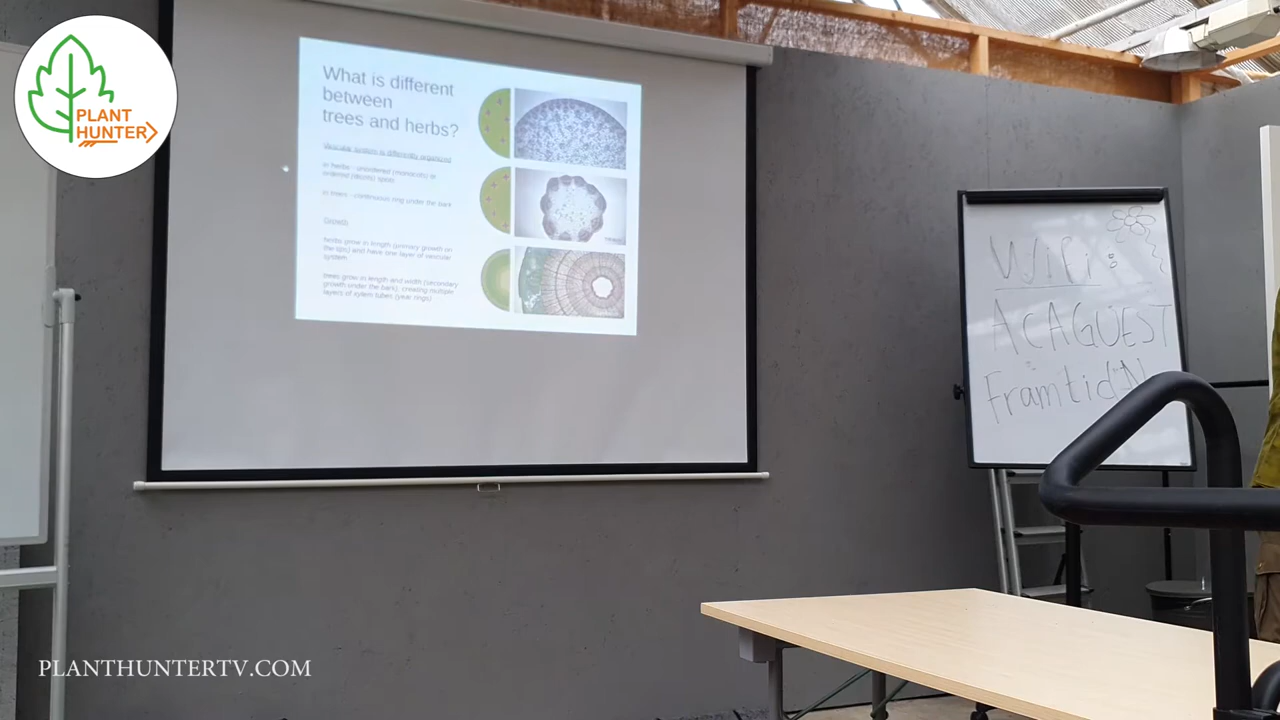 PLANT
HUNTER
What is different
between
trees and herbs?
Vascular system is differently organized
in herbs - unordered (monocots) or
oriented (dicots) spots
in trees - continuous ring under the bark
Growth
herbs grow in length (primary growth on
the tips) and have one layer of vascular
system
trees grow in length and width (secondary
growth under the bark), creating multiple
layers of xylem tubes (year rings)
WiFi:
ACAGUEST
Framtid
PLANTHUNTERTV.COM